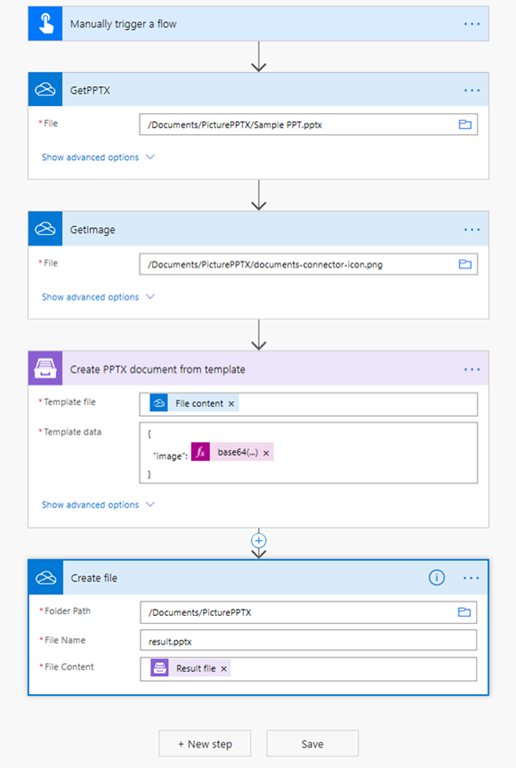 Manually trigger a flow
GetPPTX
* File /Documents/PicturePPTX/Sample PPT.pptx
Show advanced options
GetImage
* File /Documents/PicturePPTX/documents-connector-icon.png
Show advanced options
Create PPTX document from template
* Template file File content ×
* Template data {
"image": fx base64(...) ×
}
Show advanced options
Create file
* Folder Path /Documents/PicturePPTX
* File Name result.pptx
* File Content Result file ×
+ New step Save